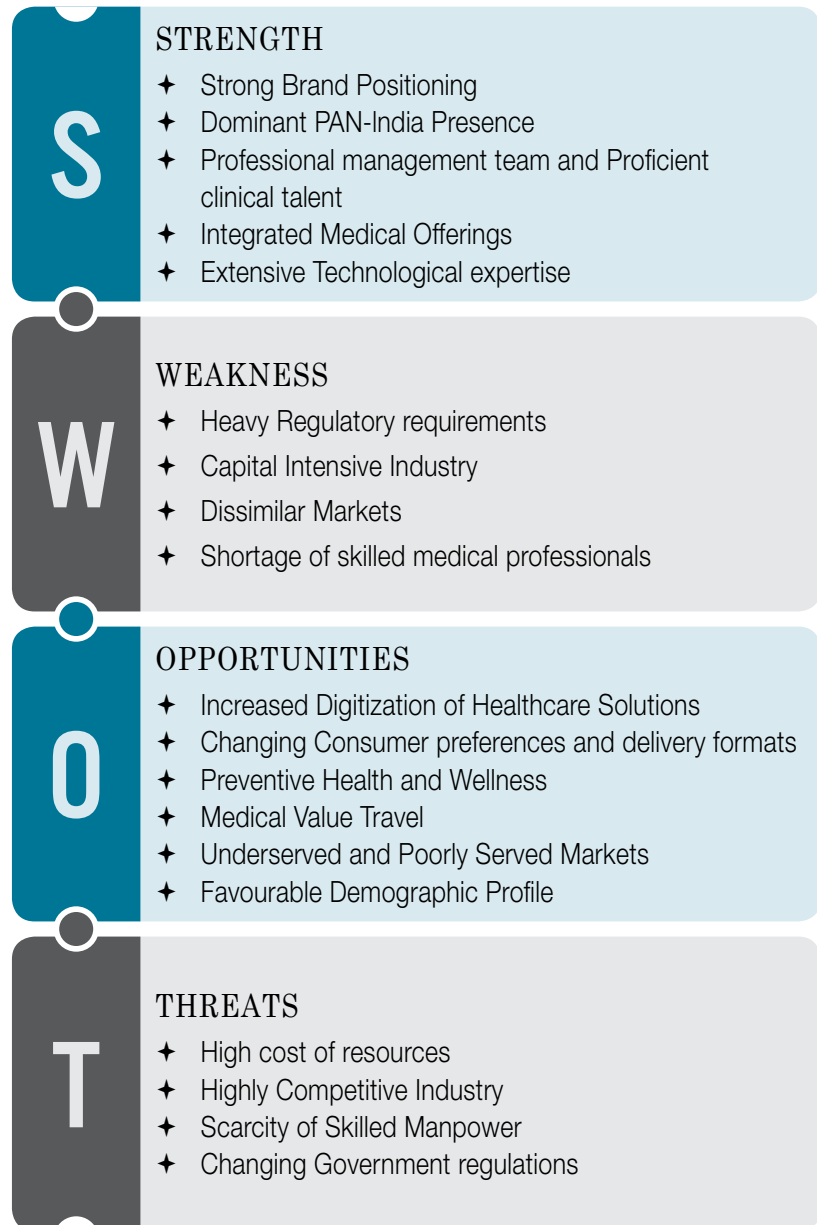 S
STRENGTH
Strong Brand Positioning
Dominant PAN-India Presence
Professional management team and Proficient
clinical talent
Integrated Medical Offerings
Extensive Technological expertise
W
WEAKNESS
Heavy Regulatory requirements
Capital Intensive Industry
Dissimilar Markets
Shortage of skilled medical professionals
O
OPPORTUNITIES
Increased Digitization of Healthcare Solutions
Changing Consumer preferences and delivery formats
Preventive Health and Wellness
Medical Value Travel
Underserved and Poorly Served Markets
Favourable Demographic Profile
T
THREATS
High cost of resources
Highly Competitive Industry
Scarcity of Skilled Manpower
Changing Government regulations